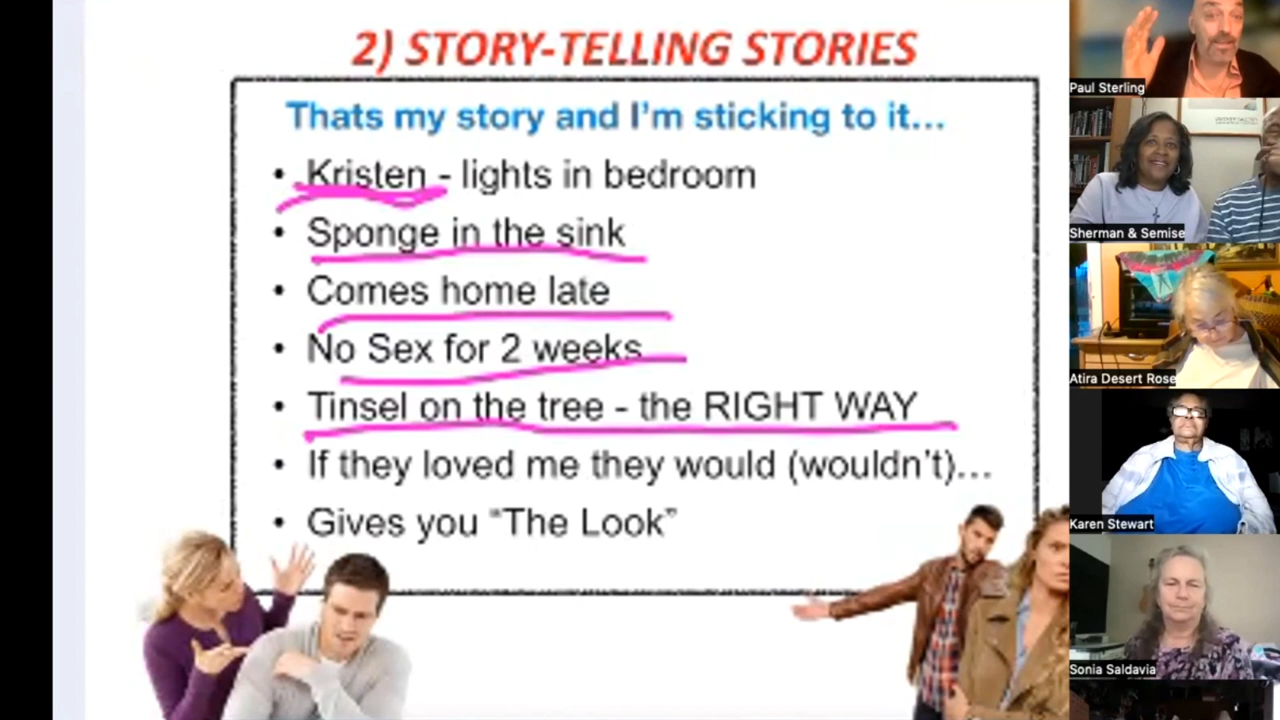 2) STORY-TELLING STORIES
Thats my story and I'm sticking to it...
• Kristen - lights in bedroom
• Sponge in the sink
• Comes home late
• No Sex for 2 weeks
• Tinsel on the tree - the RIGHT WAY
• If they loved me they would (wouldn't)...
• Gives you “The Look”
Paul Sterling
Sherman & Semise
Atira Desert Rose
Karen Stewart
Sonia Saldavia